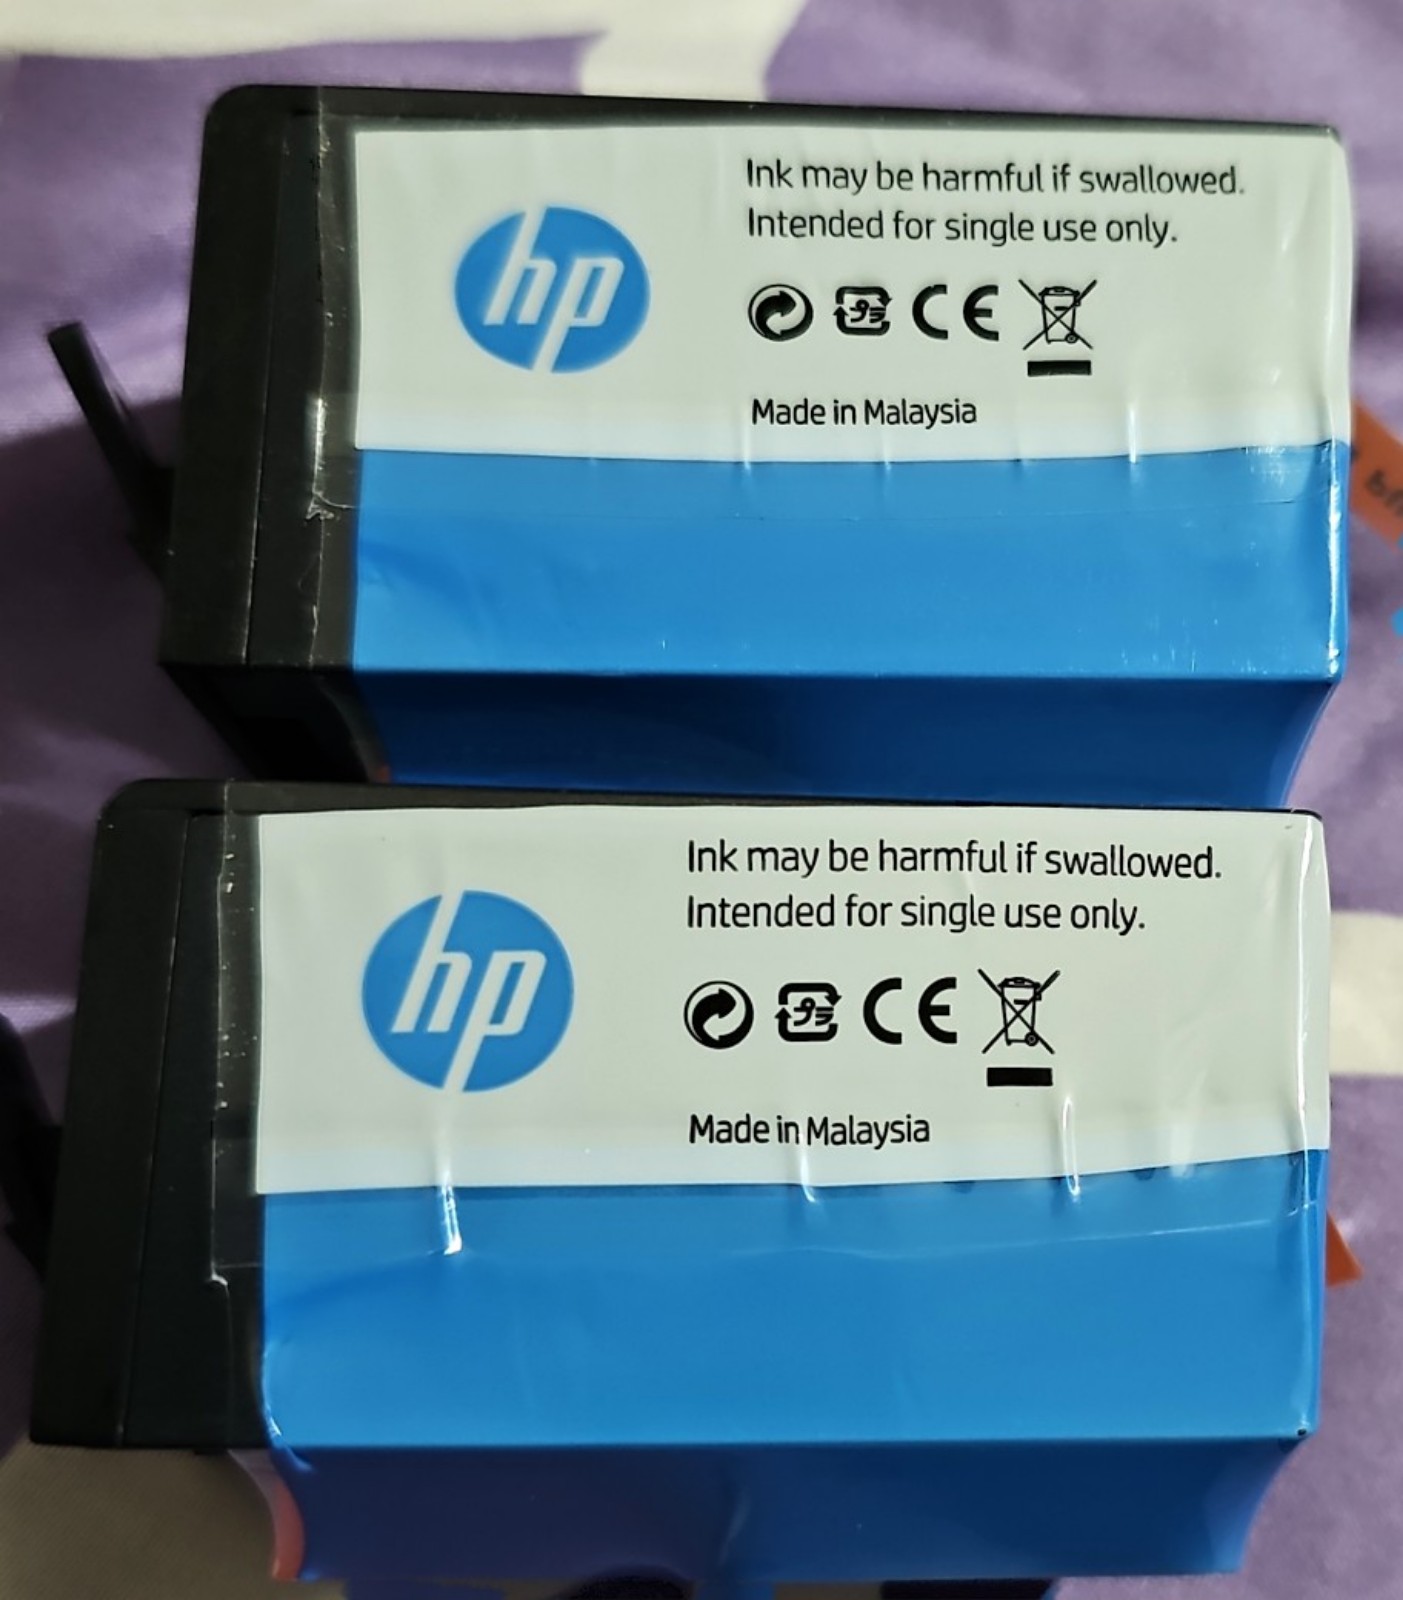 hp
Ink may be harmful if swallowed.
Intended for single use only.
CE
Made in Malaysia
hp
Ink may be harmful if swallowed.
Intended for single use only.
CE
Made in Malaysia